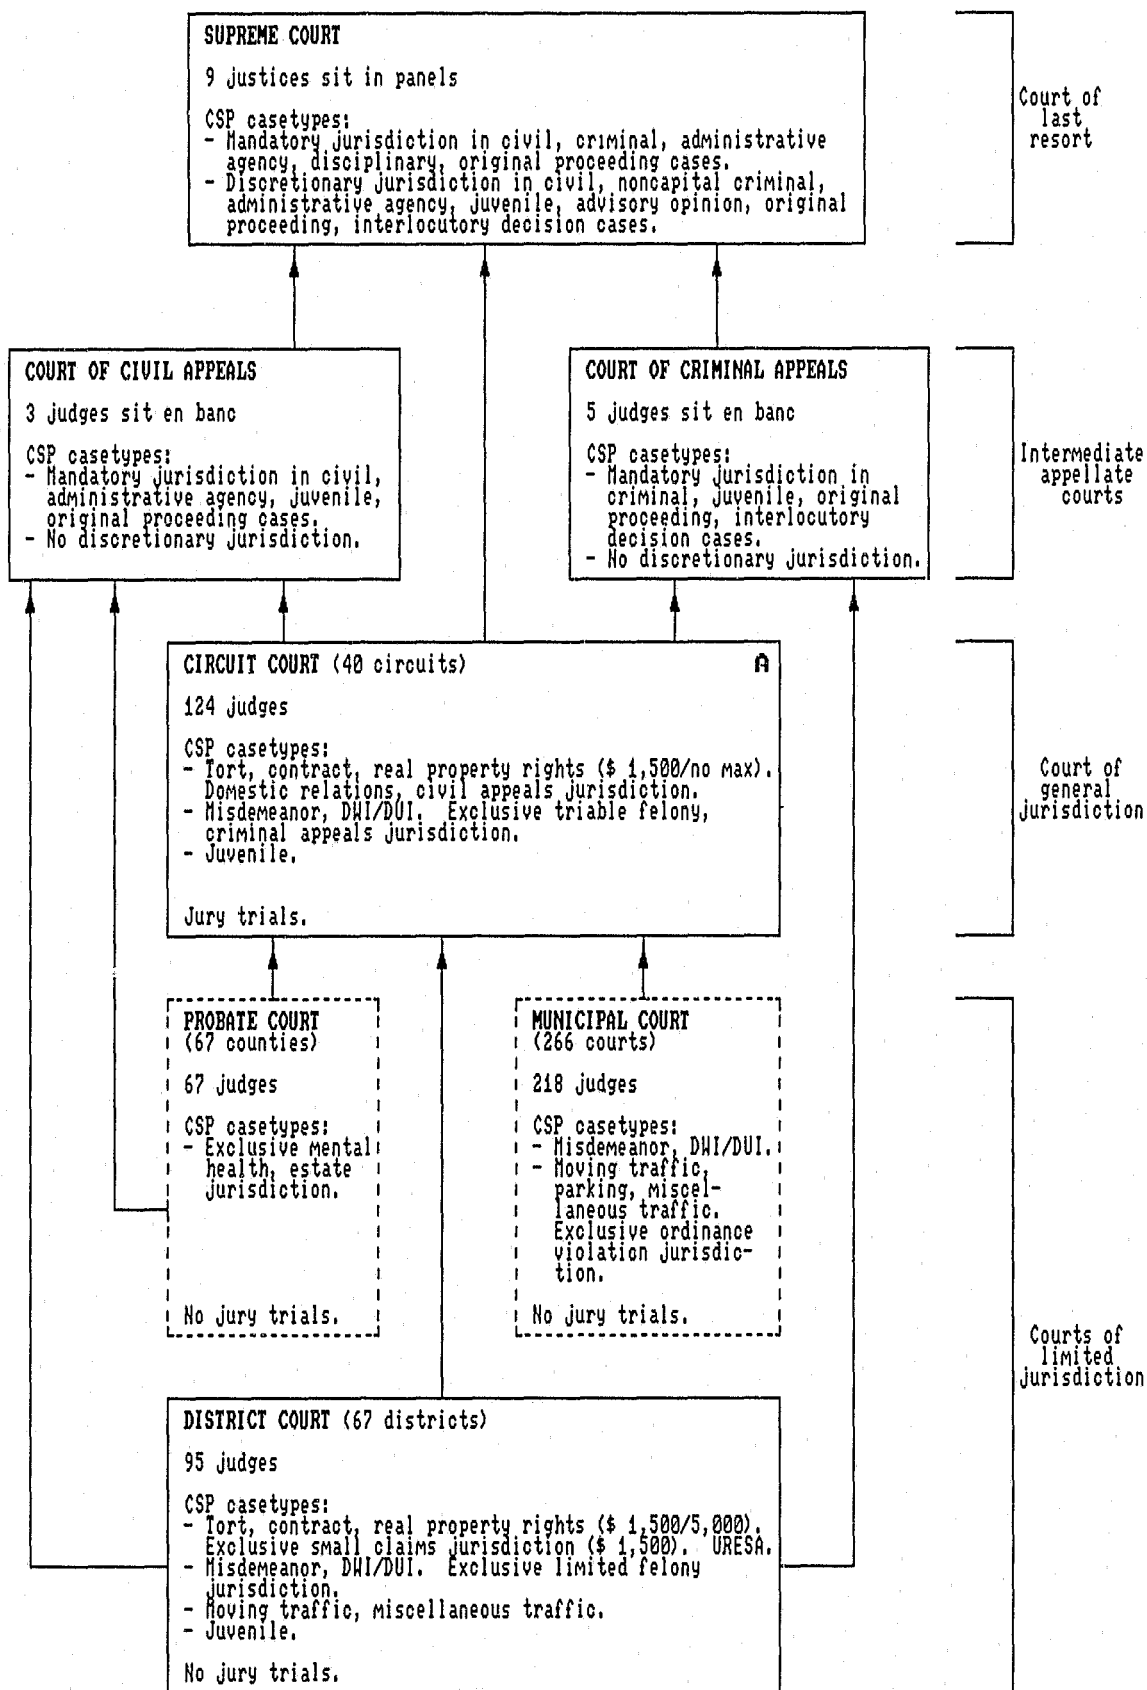 SUPREME COURT
9 justices sit in panels
CSP casetypes:
- Mandatory jurisdiction in civil, criminal, administrative
agency, disciplinary, original proceeding cases.
- Discretionary jurisdiction in civil, noncapital criminal,
administrative agency, juvenile, advisory opinion, original
proceeding, interlocutory decision cases.
Court of
last
resort
COURT OF CIVIL APPEALS
3 judges sit en banc
CSP casetypes:
- Mandatory jurisdiction in civil,
administrative agency, juvenile,
original proceeding cases.
- No discretionary jurisdiction.
COURT OF CRIMINAL APPEALS
5 judges sit en banc
CSP casetypes:
- Mandatory jurisdiction in
criminal, juvenile, original
proceeding, interlocutory
decision cases.
- No discretionary jurisdiction.
Intermediate
appellate
courts
CIRCUIT COURT (40 circuits) A
124 judges
CSP casetypes:
- Tort, contract, real property rights ($ 1,500/no max).
Domestic relations, civil appeals jurisdiction.
- Misdemeanor, DWI/DUI. Exclusive triable felony,
criminal appeals jurisdiction.
- Juvenile.
Jury trials.
Court of
general
jurisdiction
PROBATE COURT
(67 counties)
67 judges
CSP casetypes:
- Exclusive mental
health, estate
jurisdiction.
No jury trials.
MUNICIPAL COURT
(266 courts)
218 judges
CSP casetypes:
- Misdemeanor, DWI/DUI.
- Moving traffic,
parking, miscel-
laneous traffic.
Exclusive ordinance
violation jurisdic-
tion.
No jury trials.
Courts of
limited
jurisdiction
DISTRICT COURT (67 districts)
95 judges
CSP casetypes:
- Tort, contract, real property rights ($ 1,500/5,000).
Exclusive small claims jurisdiction ($ 1,500). URESA.
- Misdemeanor, DWI/DUI. Exclusive limited felony
jurisdiction.
- Moving traffic, miscellaneous traffic.
- Juvenile.
No jury trials.